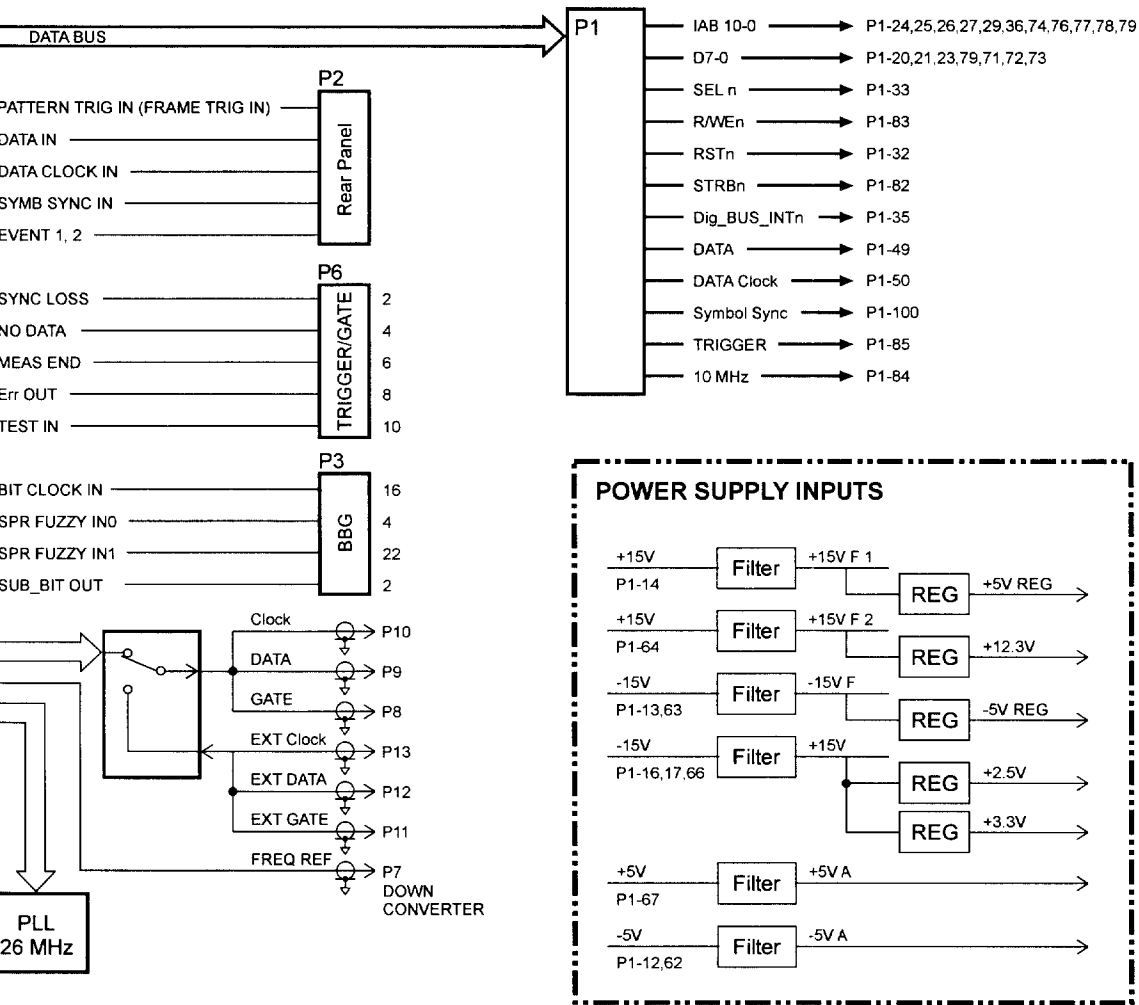 DATA BUS
P1
IAB 10-0 P1-24,25,26,27,29,36,74,76,77,78,79
D7-0 P1-20,21,23,79,71,72,73
SEL n P1-33
R/WEn P1-83
RSTn P1-32
STRBn P1-82
Dig_BUS_INTn P1-35
DATA P1-49
DATA Clock P1-50
Symbol Sync P1-100
TRIGGER P1-85
10 MHz P1-84
P2
Rear Panel
PATTERN TRIG IN (FRAME TRIG IN)
DATA IN
DATA CLOCK IN
SYMB SYNC IN
EVENT 1, 2
P6
TRIGGER/GATE
SYNC LOSS 2
NO DATA 4
MEAS END 6
Err OUT 8
TEST IN 10
P3
BBG
BIT CLOCK IN 16
SPR FUZZY IN0 4
SPR FUZZY IN1 22
SUB_BIT OUT 2
Clock P10
DATA P9
GATE P8
EXT Clock P13
EXT DATA P12
EXT GATE P11
FREQ REF P7
DOWN
CONVERTER
PLL
26 MHz
POWER SUPPLY INPUTS
+15V Filter +15V F 1
P1-14 REG +5V REG
+15V Filter +15V F 2
P1-64 REG +12.3V
-15V Filter -15V F
P1-13,63 REG -5V REG
-15V Filter +15V
P1-16,17,66 REG +2.5V
REG +3.3V
+5V Filter +5V A
P1-67
-5V Filter -5V A
P1-12,62